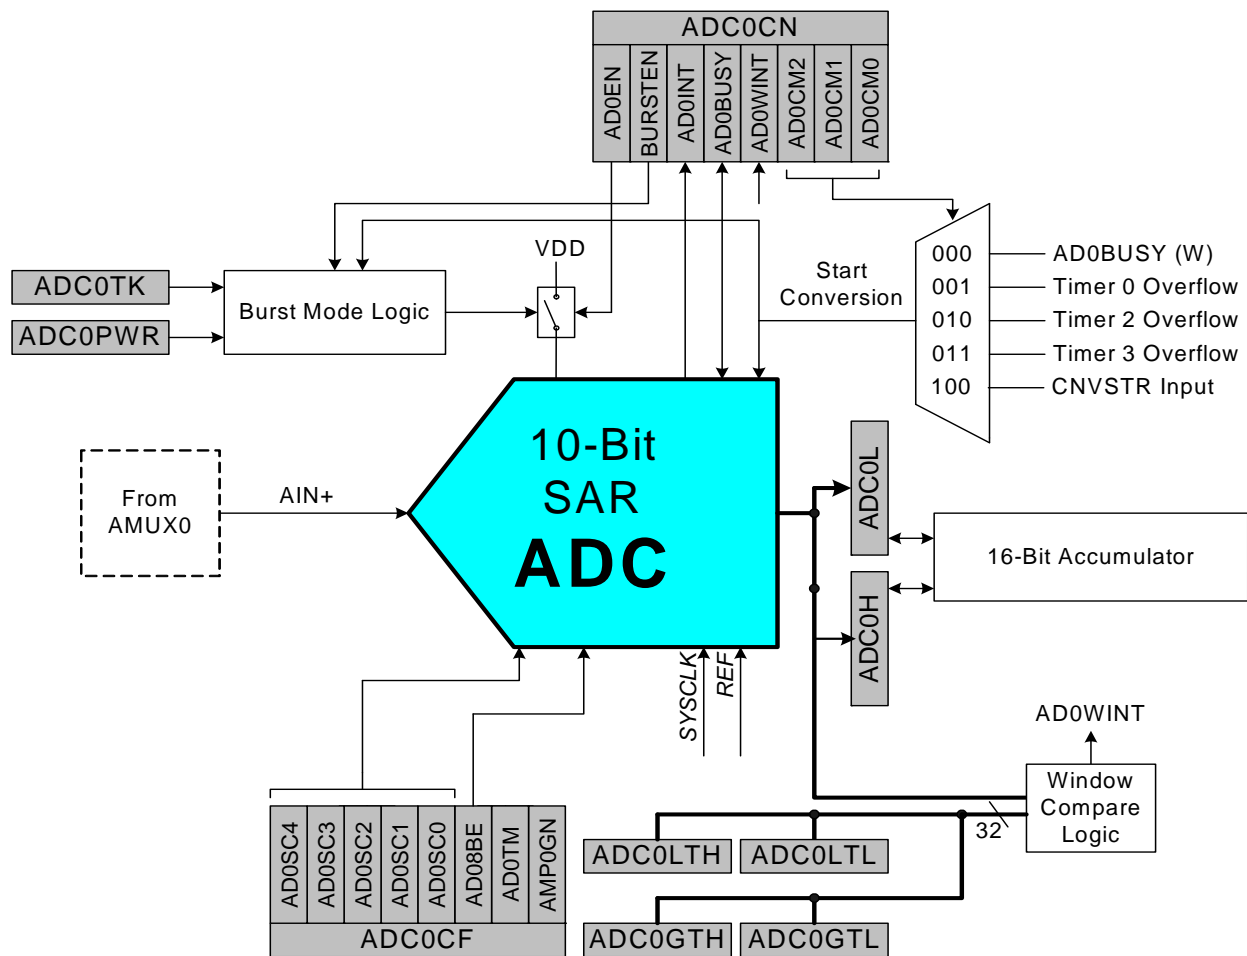 ADC0CN
AD0EN
BURSTEN
AD0INT
AD0BUSY
AD0WINT
AD0CM2
AD0CM1
AD0CM0
VDD
ADC0TK
ADC0PWR
Burst Mode Logic
Start
Conversion
000
001
010
011
100
AD0BUSY (W)
Timer 0 Overflow
Timer 2 Overflow
Timer 3 Overflow
CNVSTR Input
From
AMUX0
AIN+
10-Bit
SAR
ADC
ADC0L
ADC0H
16-Bit Accumulator
SYSCLK
REF
AD0WINT
Window
Compare
Logic
32
AD0SC4
AD0SC3
AD0SC2
AD0SC1
AD0SC0
AD08BE
AD0TM
AMP0GN
ADC0CF
ADC0LTH
ADC0LTL
ADC0GTH
ADC0GTL